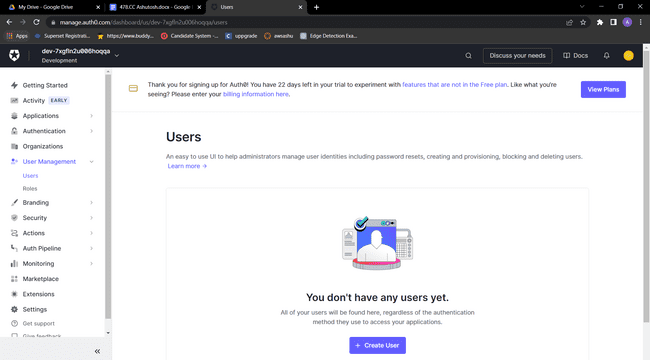 My Drive - Google Drive
478.CC Ashutosh.docx - Google
Users
manage.auth0.com/dashboard/us/dev-7xgfln2u006hoqqa/users
Apps
Superset Registrati...
https://www.buddy...
Candidate System -...
uppgrade
awsashu
Edge Detection Exa...
dev-7xgfln2u006hoqqa
Development
Discuss your needs
Docs
Getting Started
Activity EARLY
Applications
Authentication
Organizations
User Management
Users
Roles
Branding
Security
Actions
Auth Pipeline
Monitoring
Marketplace
Extensions
Settings
Get support
Give feedback
Thank you for signing up for Auth0! You have 22 days left in your trial to experiment with features that are not in the Free plan. Like what you're
seeing? Please enter your billing information here.
View Plans
Users
An easy to use UI to help administrators manage user identities including password resets, creating and provisioning, blocking and deleting users.
Learn more →
You don't have any users yet.
All of your users will be found here, regardless of the authentication
method they use to access your applications.
+ Create User